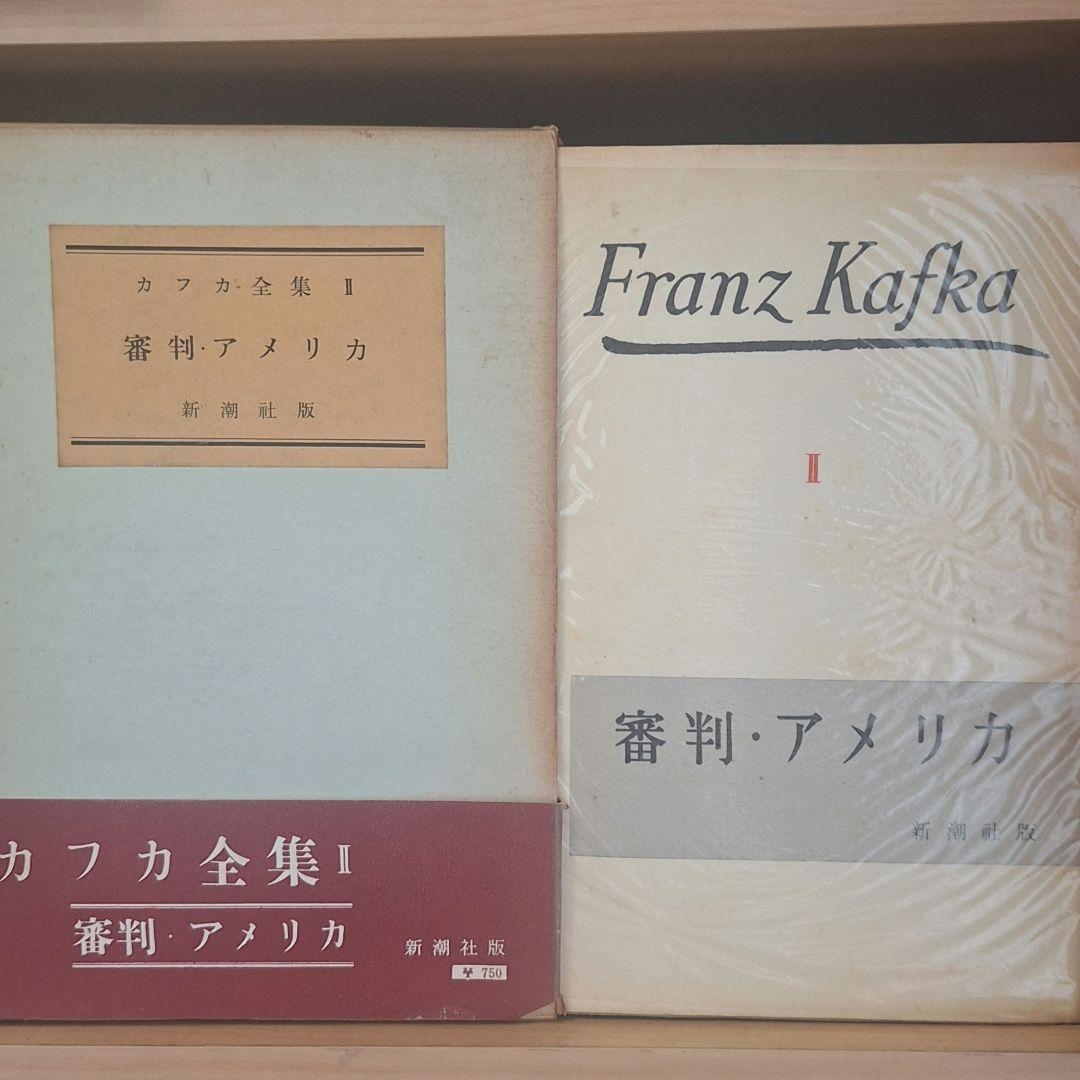 カフカ全集 Ⅱ
審判・アメリカ
新潮社版
カフカ全集 Ⅱ
審判・アメリカ
新潮社版
¥ 750
Franz Kafka
Ⅱ
審判・アメリカ
新潮社版